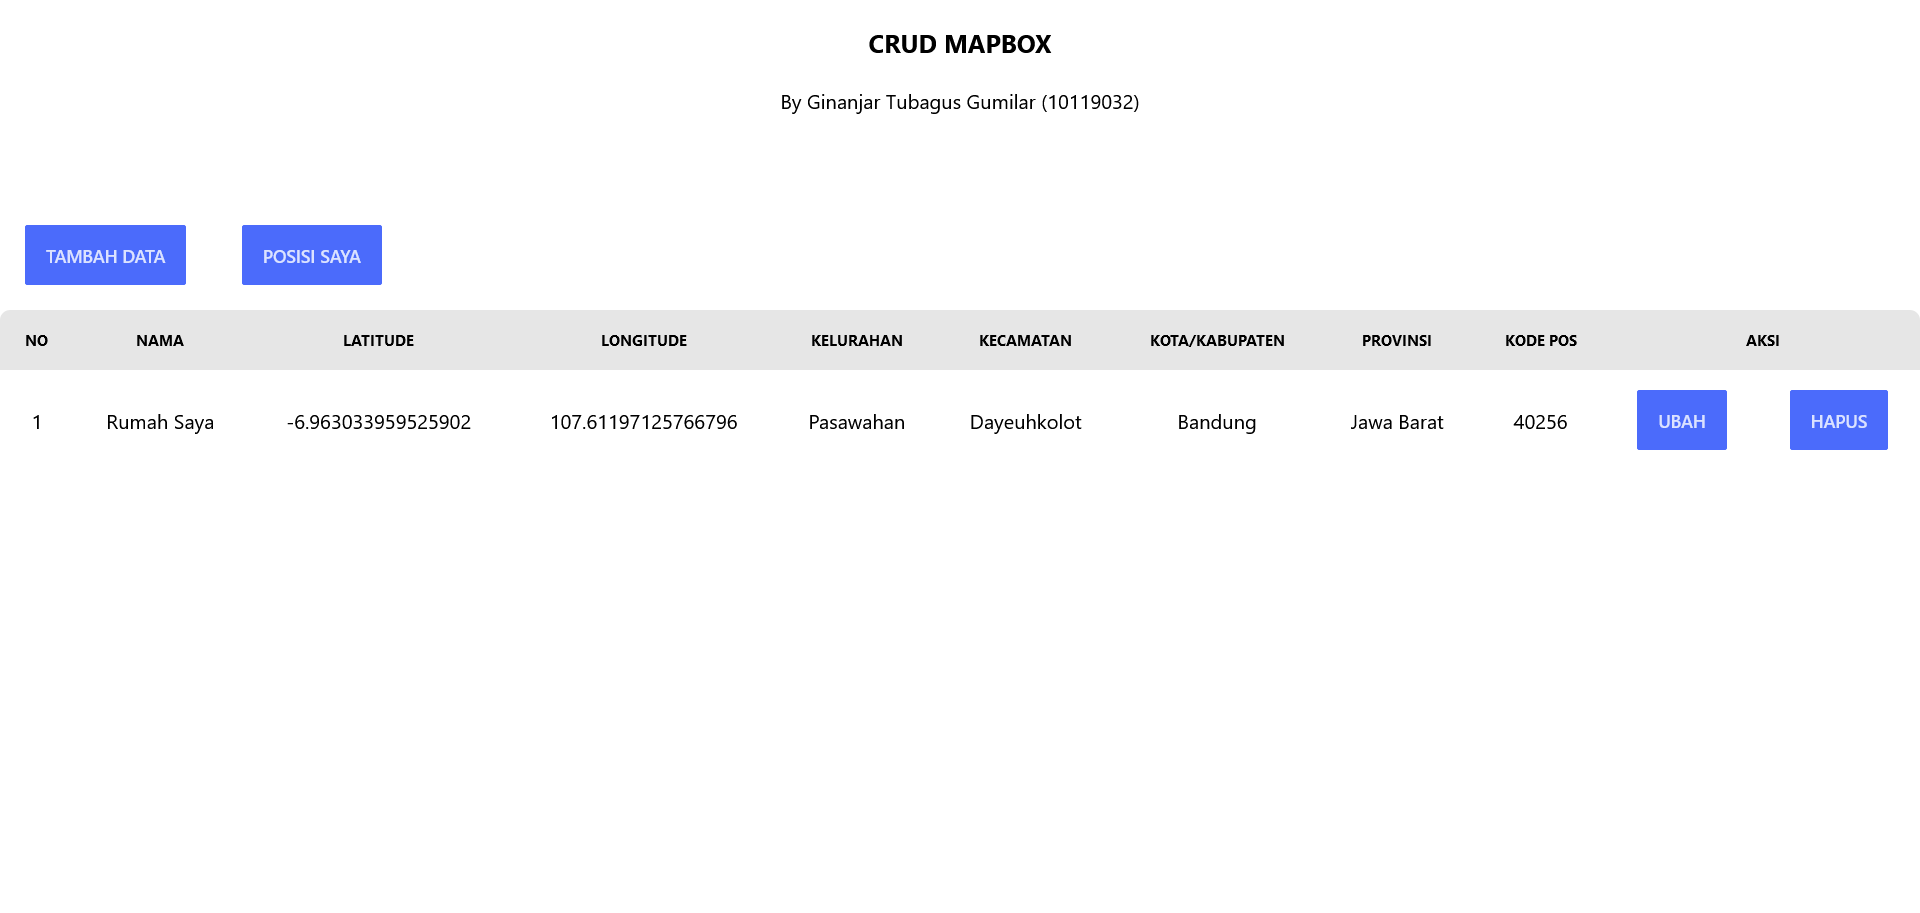 CRUD MAPBOX
By Ginanjar Tubagus Gumilar (10119032)
TAMBAH DATA POSISI SAYA
NO NAMA LATITUDE LONGITUDE KELURAHAN KECAMATAN KOTA/KABUPATEN PROVINSI KODE POS AKSI
1 Rumah Saya -6.963033959525902 107.61197125766796 Pasawahan Dayeuhkolot Bandung Jawa Barat 40256 UBAH HAPUS